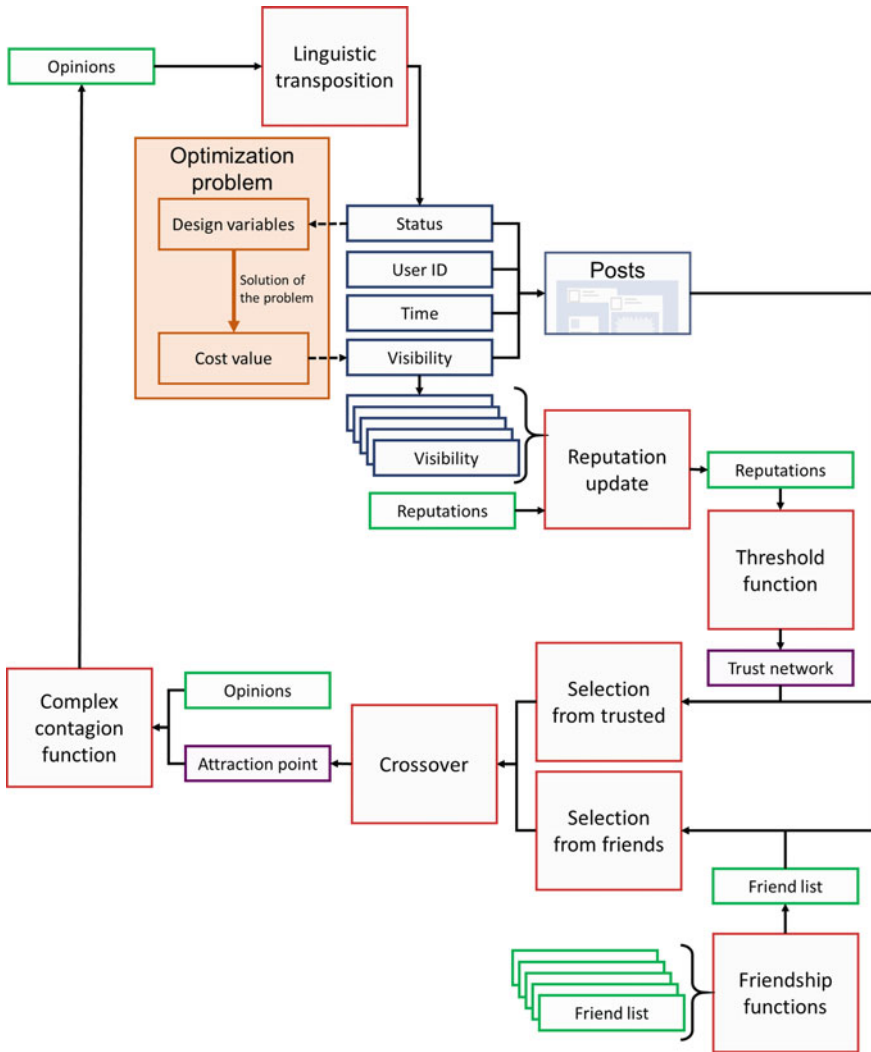 Opinions
Linguistic
transposition
Optimization
problem
Design variables
Solution of
the problem
Cost value
Status
User ID
Time
Visibility
Posts
Visibility
Reputations
Reputation
update
Reputations
Threshold
function
Trust network
Selection
from trusted
Opinions
Complex
contagion
function
Attraction point
Crossover
Selection
from friends
Friend list
Friend list
Friendship
functions